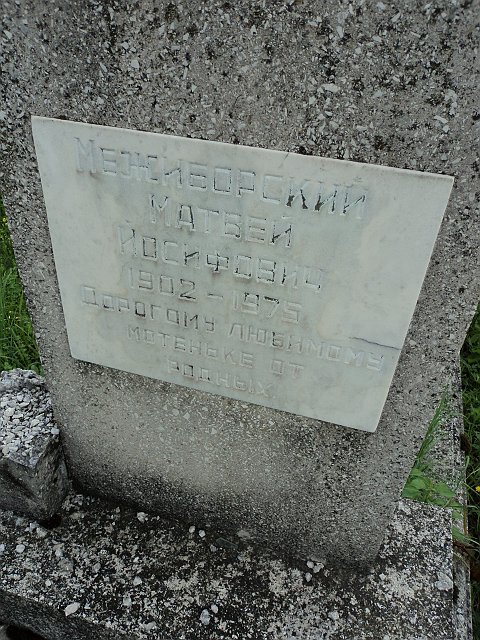 МЕЖИБОРСКИЙ
МАТВЕЙ
ИОСИФОВИЧ
1902-1975
ДОРОГОМУ ЛЮБИМОМУ
МОТЕНЬКЕ ОТ
РОДНЫХ